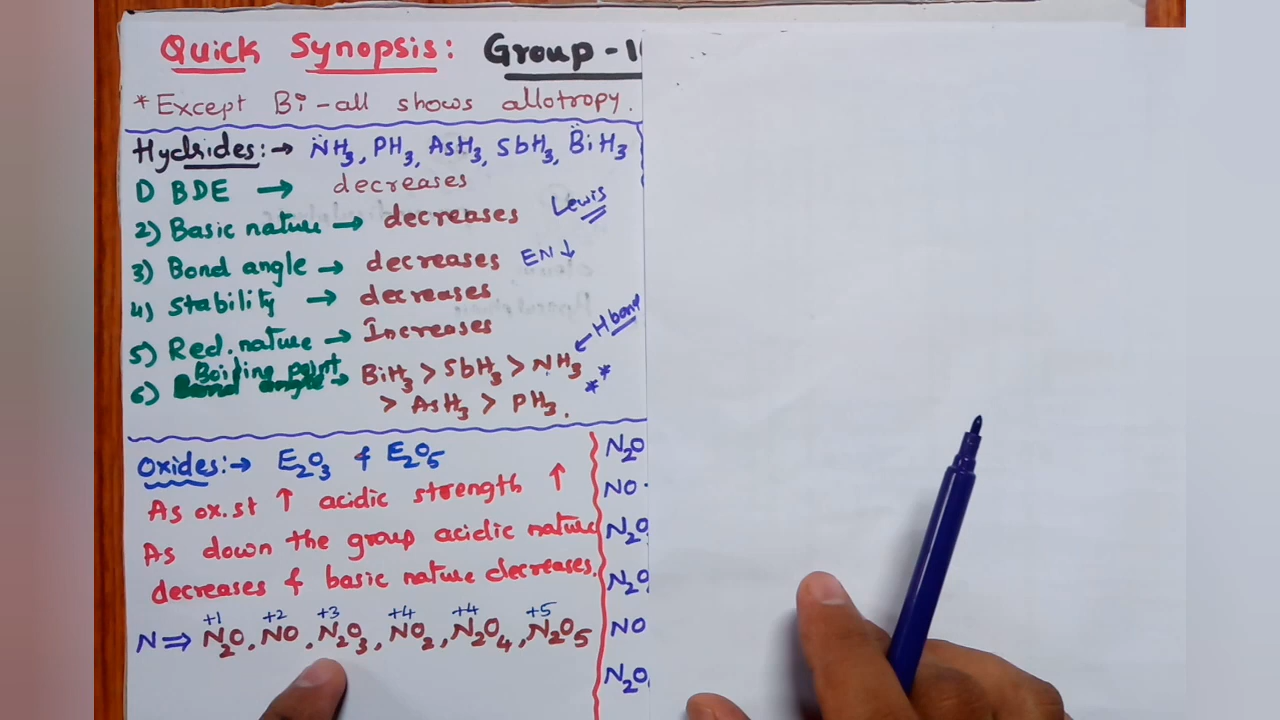 Quick Synopsis: Group-1
*Except Bi-all shows allotropy.
Hydrides:→ NH₃, PH₃, AsH₃, SbH₃, BiH₃
1) BDE → decreases
2) Basic nature → decreases Lewis
3) Bond angle → decreases EN↓
4) Stability → decreases
5) Red. nature → Increases
6) Boiling point → BiH₃ > SbH₃ > NH₃ ← H bond
> AsH₃ > PH₃. **
Oxides:→ E₂O₃ & E₂O₅
As ox.st ↑ acidic strength ↑
As down the group acidic nature
decreases & basic nature decreases.
+1 +2 +3 +4 +4 +5
N ⇒ N₂O, NO, N₂O₃, NO₂, N₂O₄, N₂O₅
N₂O
NO
N₂O
N₂O
NO
N₂O